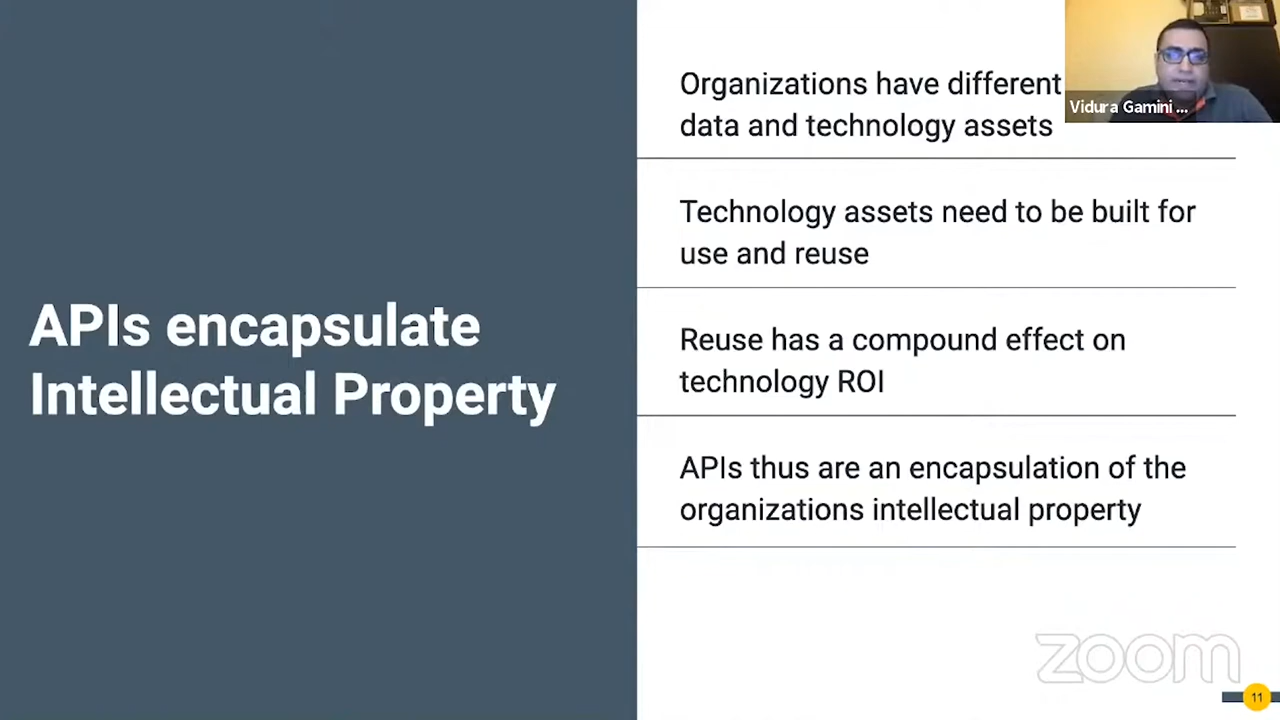 APIs encapsulate
Intellectual Property
Organizations have different
data and technology assets
Technology assets need to be built for
use and reuse
Reuse has a compound effect on
technology ROI
APIs thus are an encapsulation of the
organizations intellectual property
Vidura Gamini ...
zoom
11